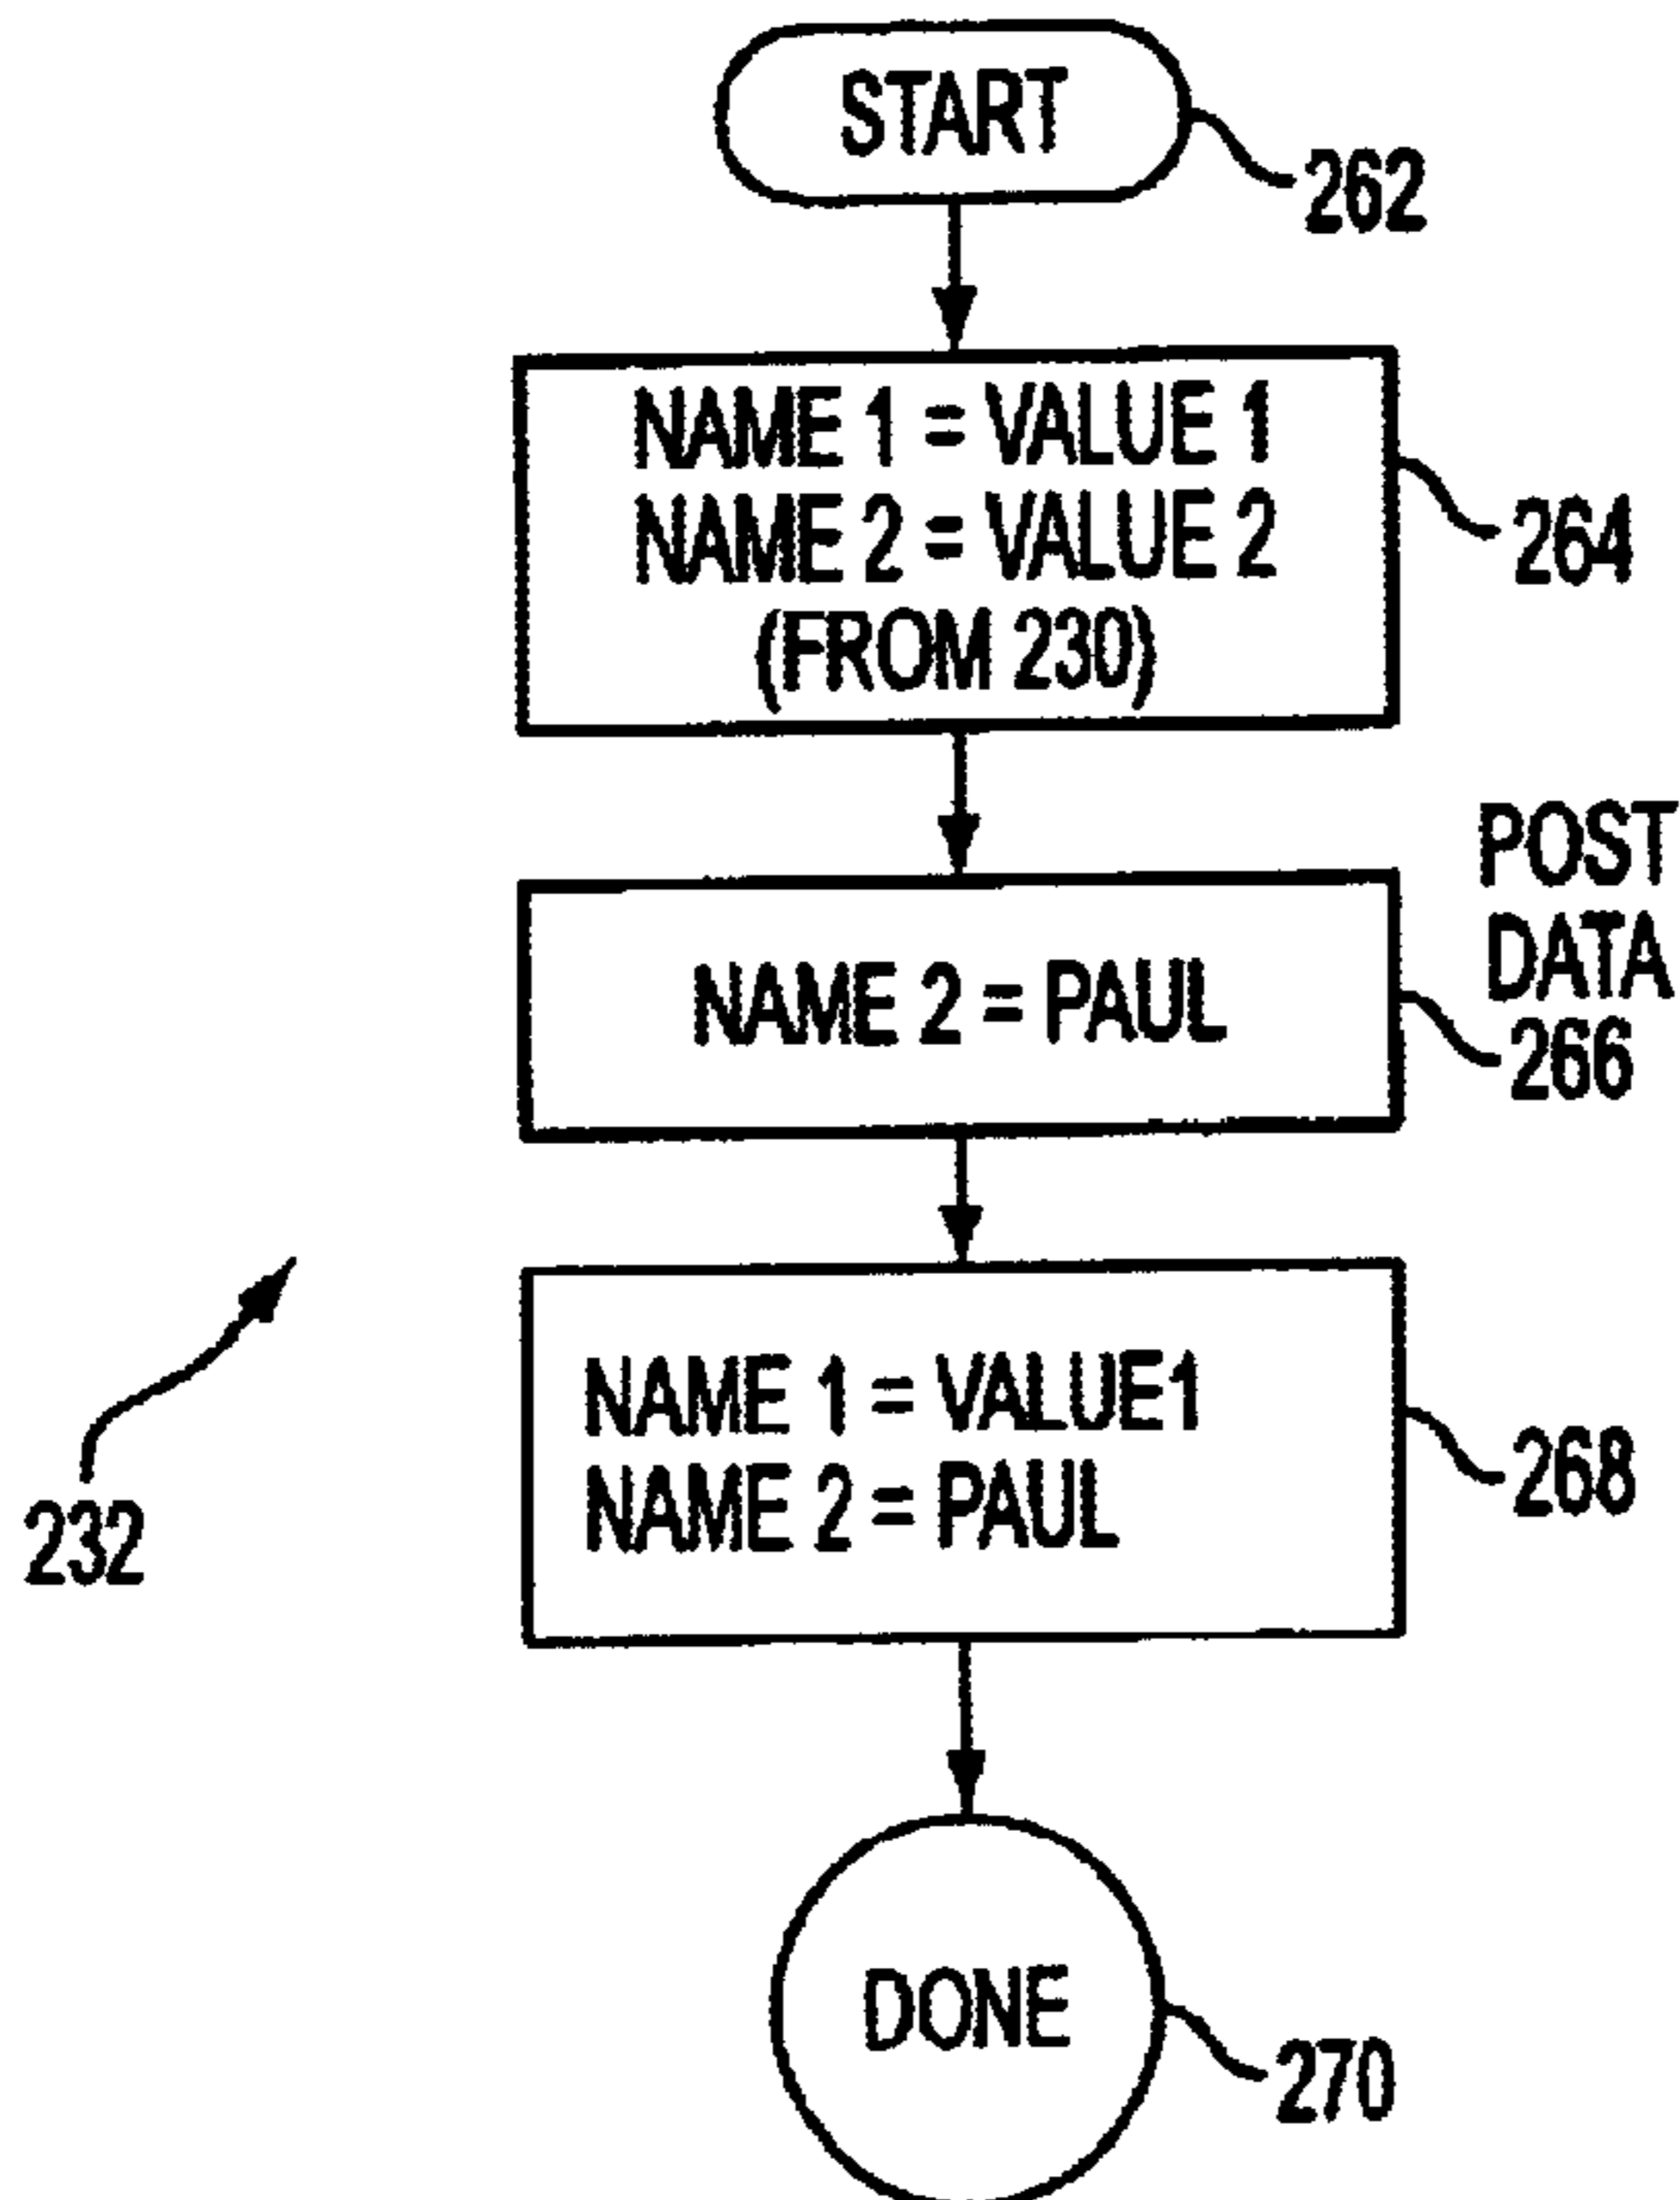 START
262
NAME 1 = VALUE 1
NAME 2 = VALUE 2
(FROM 230)
264
POST
DATA
266
NAME 2 = PAUL
NAME 1 = VALUE1
NAME 2 = PAUL
268
232
DONE
270